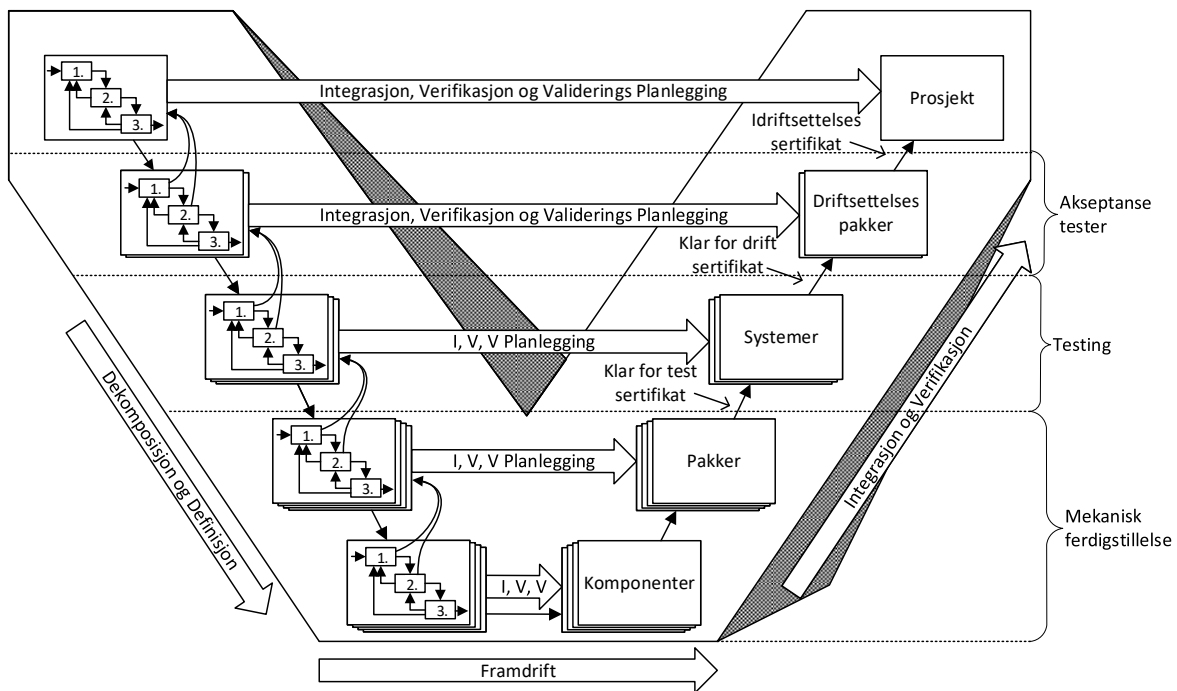 1.
2.
3.
Integrasjon, Verifikasjon og Validerings Planlegging
Prosjekt
Idriftsettelses
sertifikat
1.
2.
3.
Integrasjon, Verifikasjon og Validerings Planlegging
Driftsettelses
pakker
Akseptanse
tester
Klar for drift
sertifikat
1.
2.
3.
I, V, V Planlegging
Systemer
Testing
Klar for test
sertifikat
1.
2.
3.
I, V, V Planlegging
Pakker
Mekanisk
ferdigstillelse
1.
2.
3.
I, V, V
Komponenter
Dekomposisjon og Definisjon
Integrasjon og Verifikasjon
Framdrift